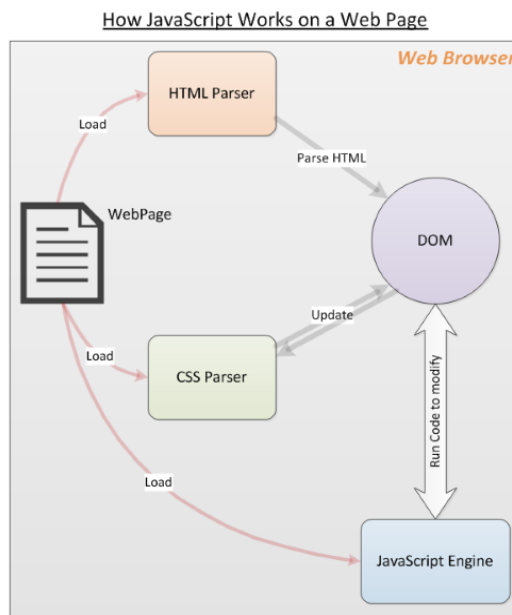 How JavaScript Works on a Web Page
Web Browser
HTML Parser
Load
Parse HTML
WebPage
DOM
Update
Load
CSS Parser
Run Code to modify
Load
JavaScript Engine